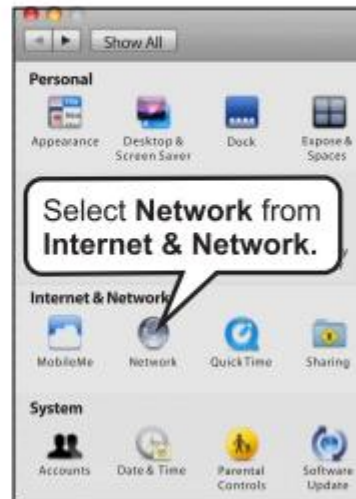 Show All
Personal
Appearance
Desktop &
Screen Saver
Dock
Expose &
Spaces
Select Network from
Internet & Network.
Internet & Network
MobileMe
Network
QuickTime
Sharing
System
Accounts
Date & Time
Parental
Controls
Software
Update